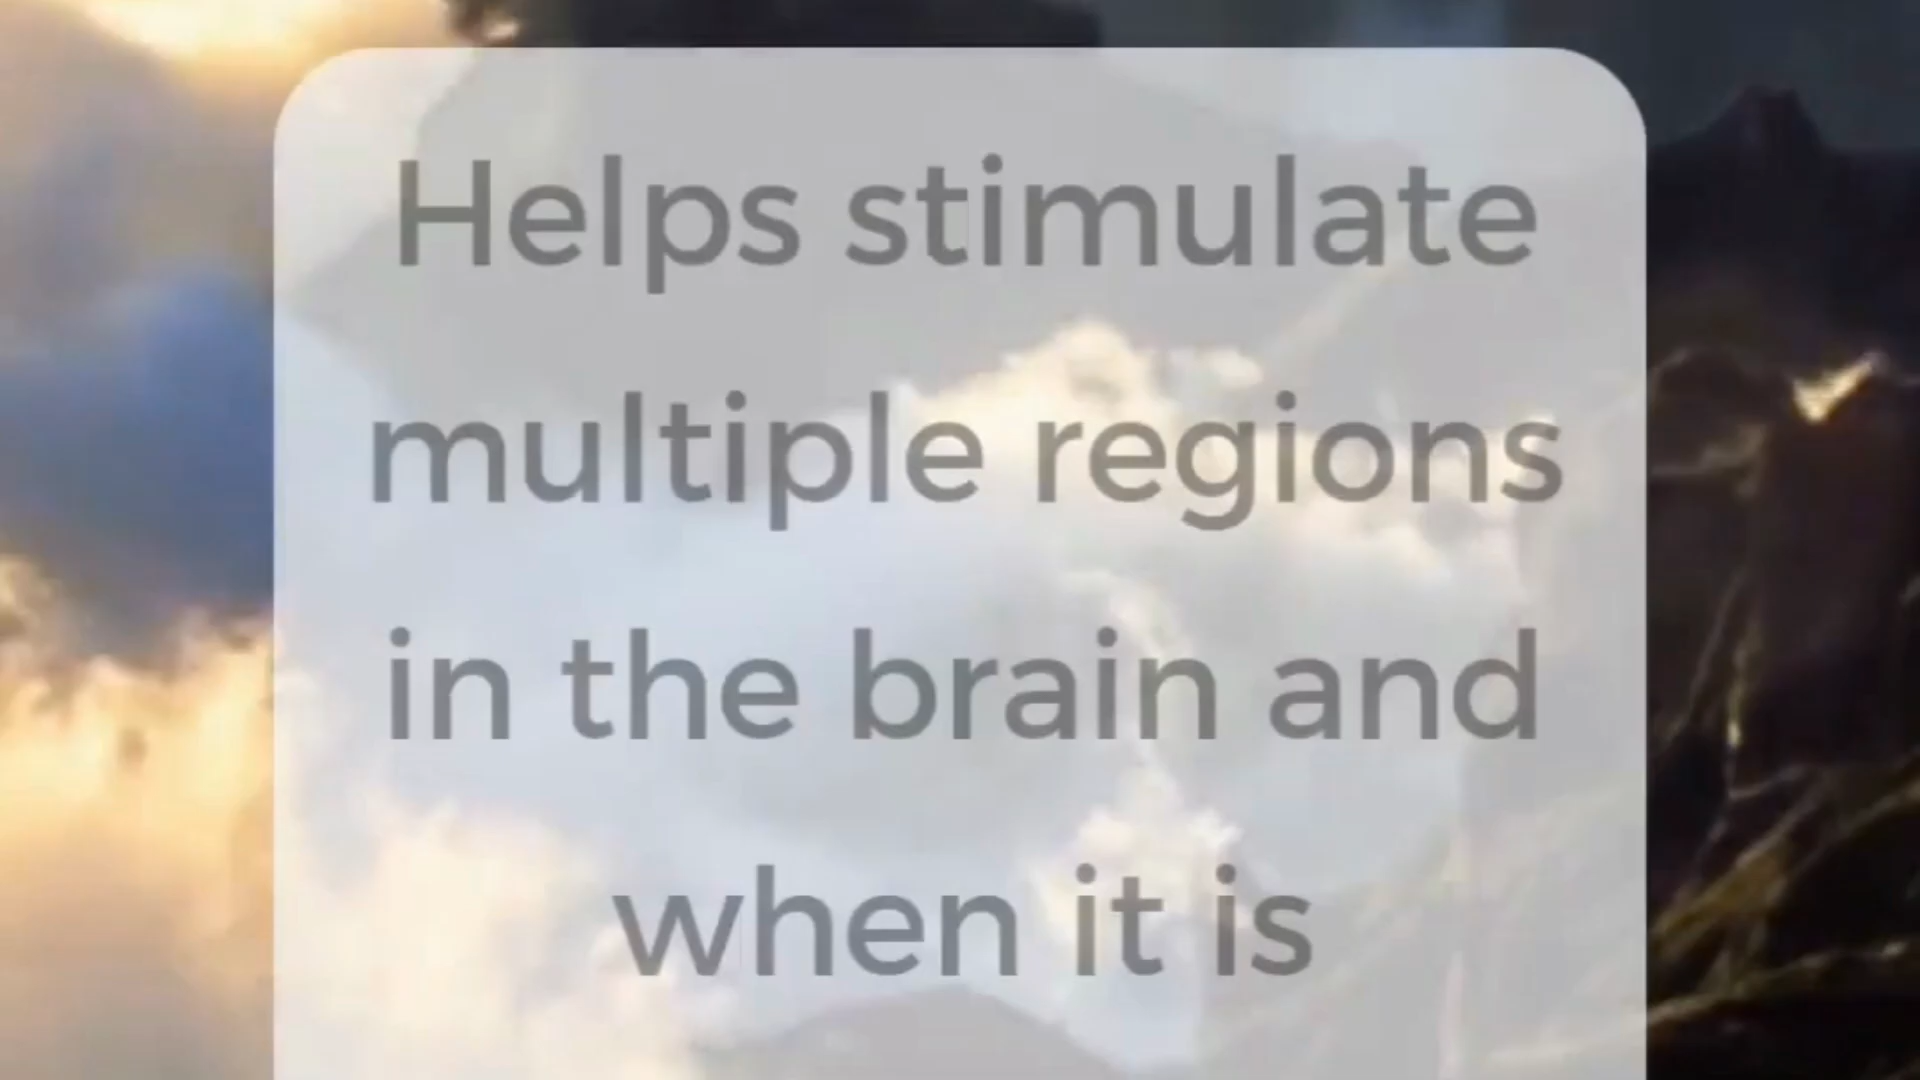 Helps stimulate
multiple regions
in the brain and
when it is